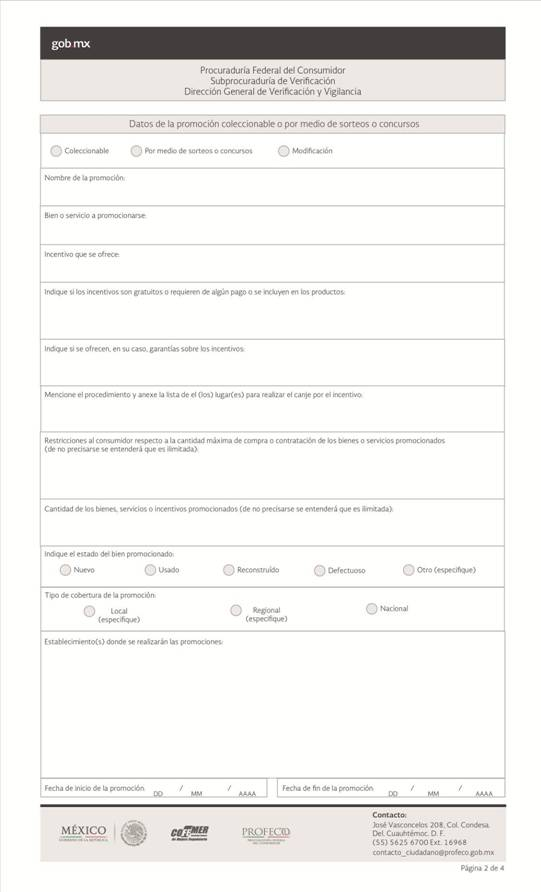 gob.mx
Procuraduría Federal del Consumidor
Subprocuraduría de Verificación
Dirección General de Verificación y Vigilancia
Datos de la promoción coleccionable o por medio de sorteos o concursos
Coleccionable Por medio de sorteos o concursos Modificación
Nombre de la promoción:
Bien o servicio a promocionarse:
Incentivo que se ofrece:
Indique si los incentivos son gratuitos o requieren de algún pago o se incluyen en los productos:
Indique si se ofrecen, en su caso, garantías sobre los incentivos:
Mencione el procedimiento y anexe la lista de el (los) lugar(es) para realizar el canje por el incentivo:
Restricciones al consumidor respecto a la cantidad máxima de compra o contratación de los bienes o servicios promocionados
(de no precisarse se entenderá que es ilimitada):
Cantidad de los bienes, servicios o incentivos promocionados (de no precisarse se entenderá que es ilimitada):
Indique el estado del bien promocionado:
Nuevo Usado Reconstruído Defectuoso Otro (especifique)
Tipo de cobertura de la promoción:
Local Regional Nacional
(especifique) (especifique)
Establecimiento(s) donde se realizarán las promociones:
Fecha de inicio de la promoción / / Fecha de fin de la promoción / /
DD MM AAAA DD MM AAAA
Contacto:
José Vasconcelos 208, Col. Condesa,
Del. Cuauhtémoc. D. F.
(55) 5625 6700 Ext. 16968
contacto_ciudadano@profeco.gob.mx
MÉXICO
GOBIERNO DE LA REPÚBLICA
COFEMER
PROFECO
PROCURADURÍA FEDERAL
DEL CONSUMIDOR
Página 2 de 4